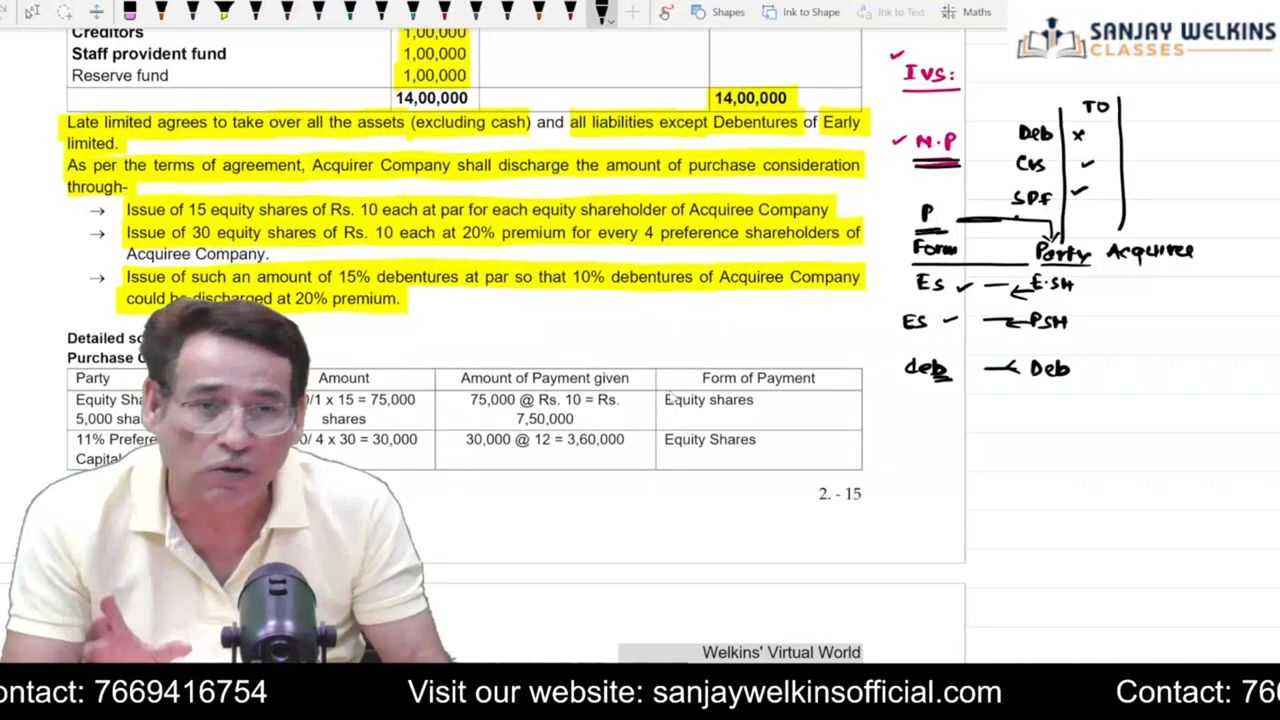 Shapes
Ink to Shape
Ink to Text
Maths
SANJAY WELKINS
CLASSES
Creditors 1,00,000
Staff provident fund 1,00,000
Reserve fund 1,00,000
14,00,000 14,00,000
Late limited agrees to take over all the assets (excluding cash) and all liabilities except Debentures of Early
limited.
As per the terms of agreement, Acquirer Company shall discharge the amount of purchase consideration
through-
→ Issue of 15 equity shares of Rs. 10 each at par for each equity shareholder of Acquiree Company
→ Issue of 30 equity shares of Rs. 10 each at 20% premium for every 4 preference shareholders of
Acquiree Company.
→ Issue of such an amount of 15% debentures at par so that 10% debentures of Acquiree Company
could be discharged at 20% premium.
Detailed so
Purchase C
Party Amount Amount of Payment given Form of Payment
Equity Sha 0/1 x 15 = 75,000 75,000 @ Rs. 10 = Rs. Equity shares
5,000 sha shares 7,50,000
11% Prefere 0/ 4 x 30 = 30,000 30,000 @ 12 = 3,60,000 Equity Shares
Capita
2. - 15
IVS:
N.P
TO
Deb ×
Cvs ✓
SPF ✓
P
Form Party Acquiree
ES E.SH
ES PSH
deb Deb
Welkins' Virtual World
ontact: 7669416754 Visit our website: sanjaywelkinsofficial.com Contact: 766